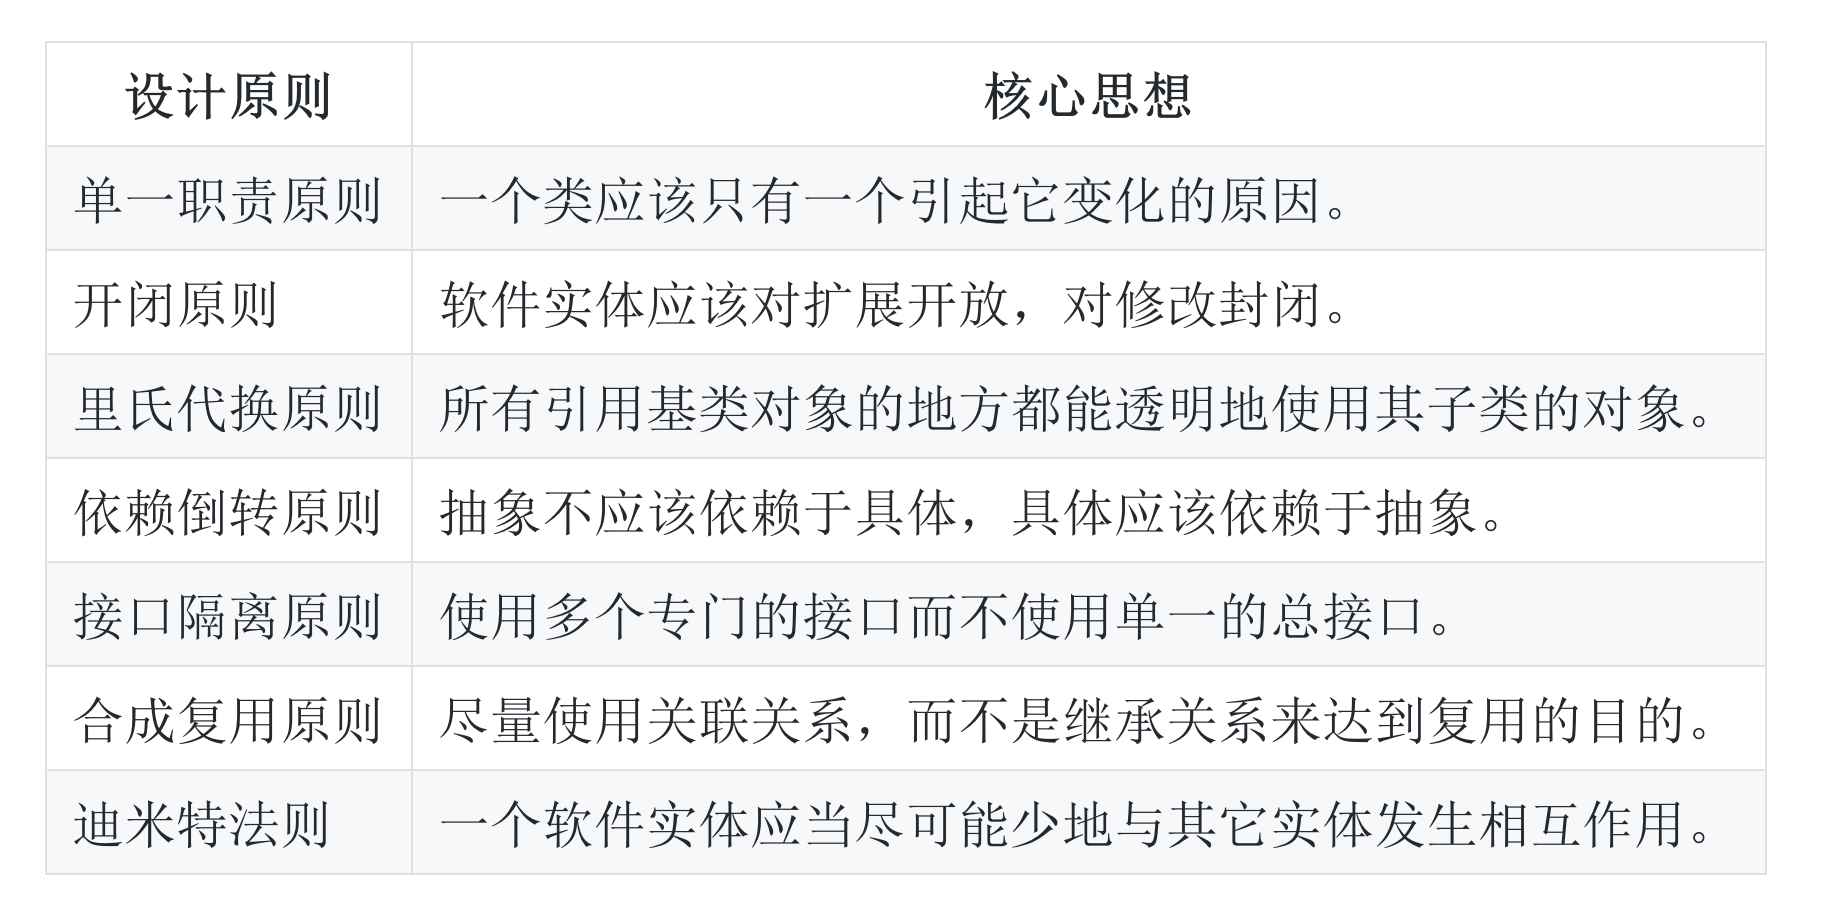 设计原则 核心思想
单一职责原则 一个类应该只有一个引起它变化的原因。
开闭原则 软件实体应该对扩展开放，对修改封闭。
里氏代换原则 所有引用基类对象的地方都能透明地使用其子类的对象。
依赖倒转原则 抽象不应该依赖于具体，具体应该依赖于抽象。
接口隔离原则 使用多个专门的接口而不使用单一的总接口。
合成复用原则 尽量使用关联关系，而不是继承关系来达到复用的目的。
迪米特法则 一个软件实体应当尽可能少地与其它实体发生相互作用。